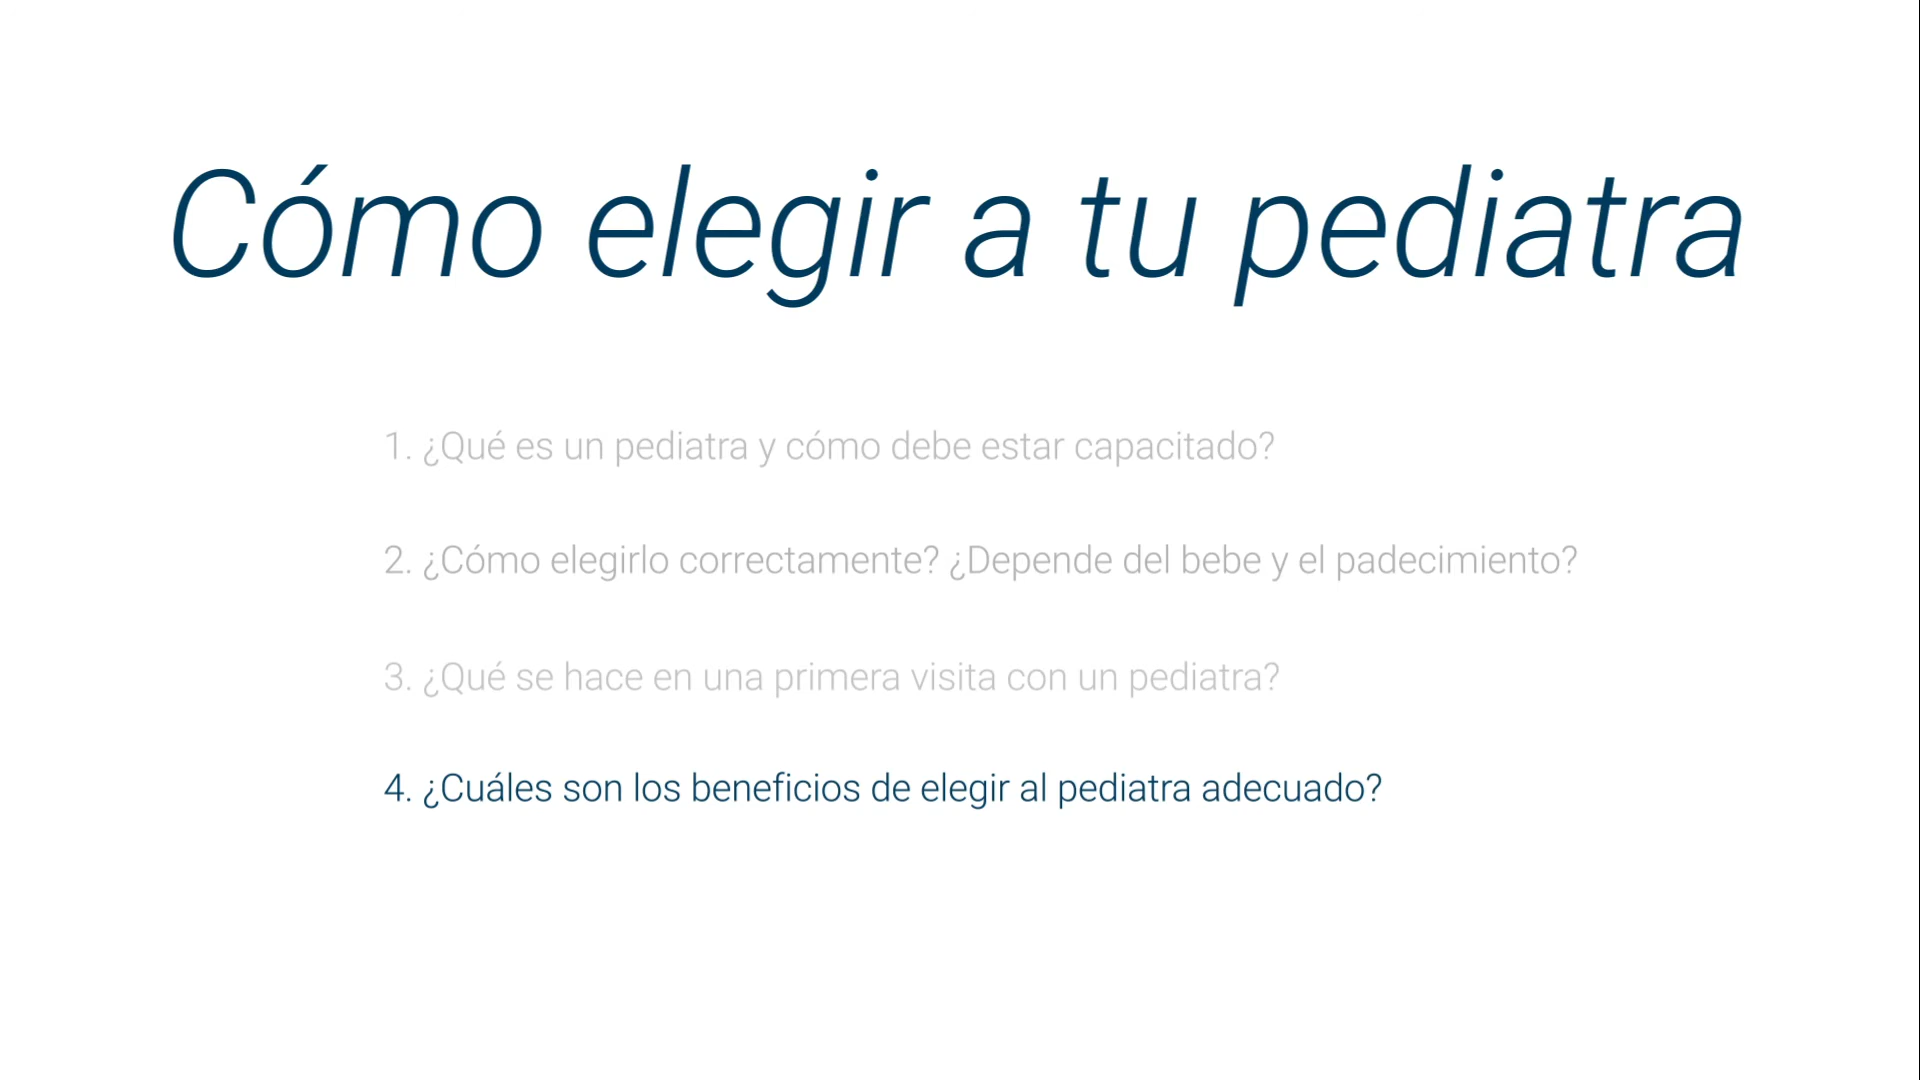 Cómo elegir a tu pediatra
1. ¿Qué es un pediatra y cómo debe estar capacitado?
2. ¿Cómo elegirlo correctamente? ¿Depende del bebe y el padecimiento?
3. ¿Qué se hace en una primera visita con un pediatra?
4. ¿Cuáles son los beneficios de elegir al pediatra adecuado?